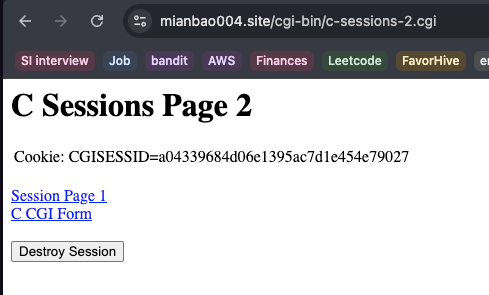 mianbao004.site/cgi-bin/c-sessions-2.cgi
SI interview Job bandit AWS Finances Leetcode FavorHive
C Sessions Page 2
Cookie: CGISESSID=a04339684d06e1395ac7d1e454e79027
Session Page 1
C CGI Form
Destroy Session